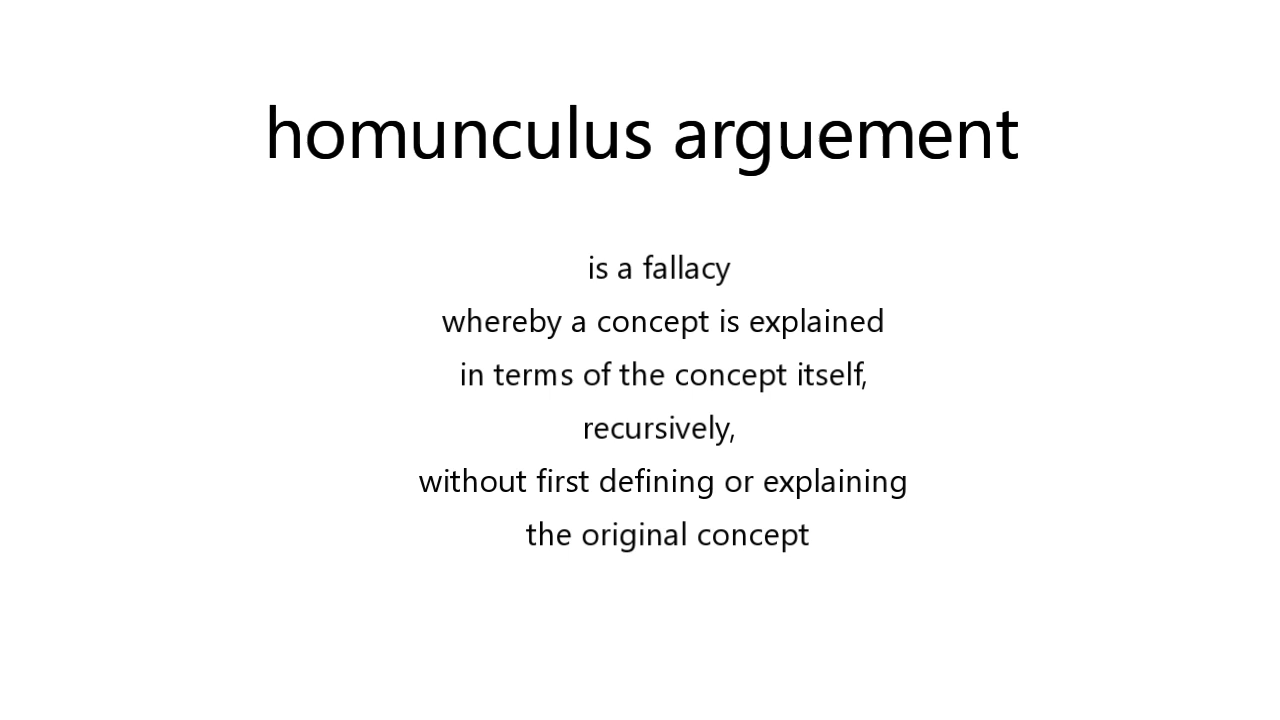 homunculus arguement
is a fallacy
whereby a concept is explained
in terms of the concept itself,
recursively,
without first defining or explaining
the original concept